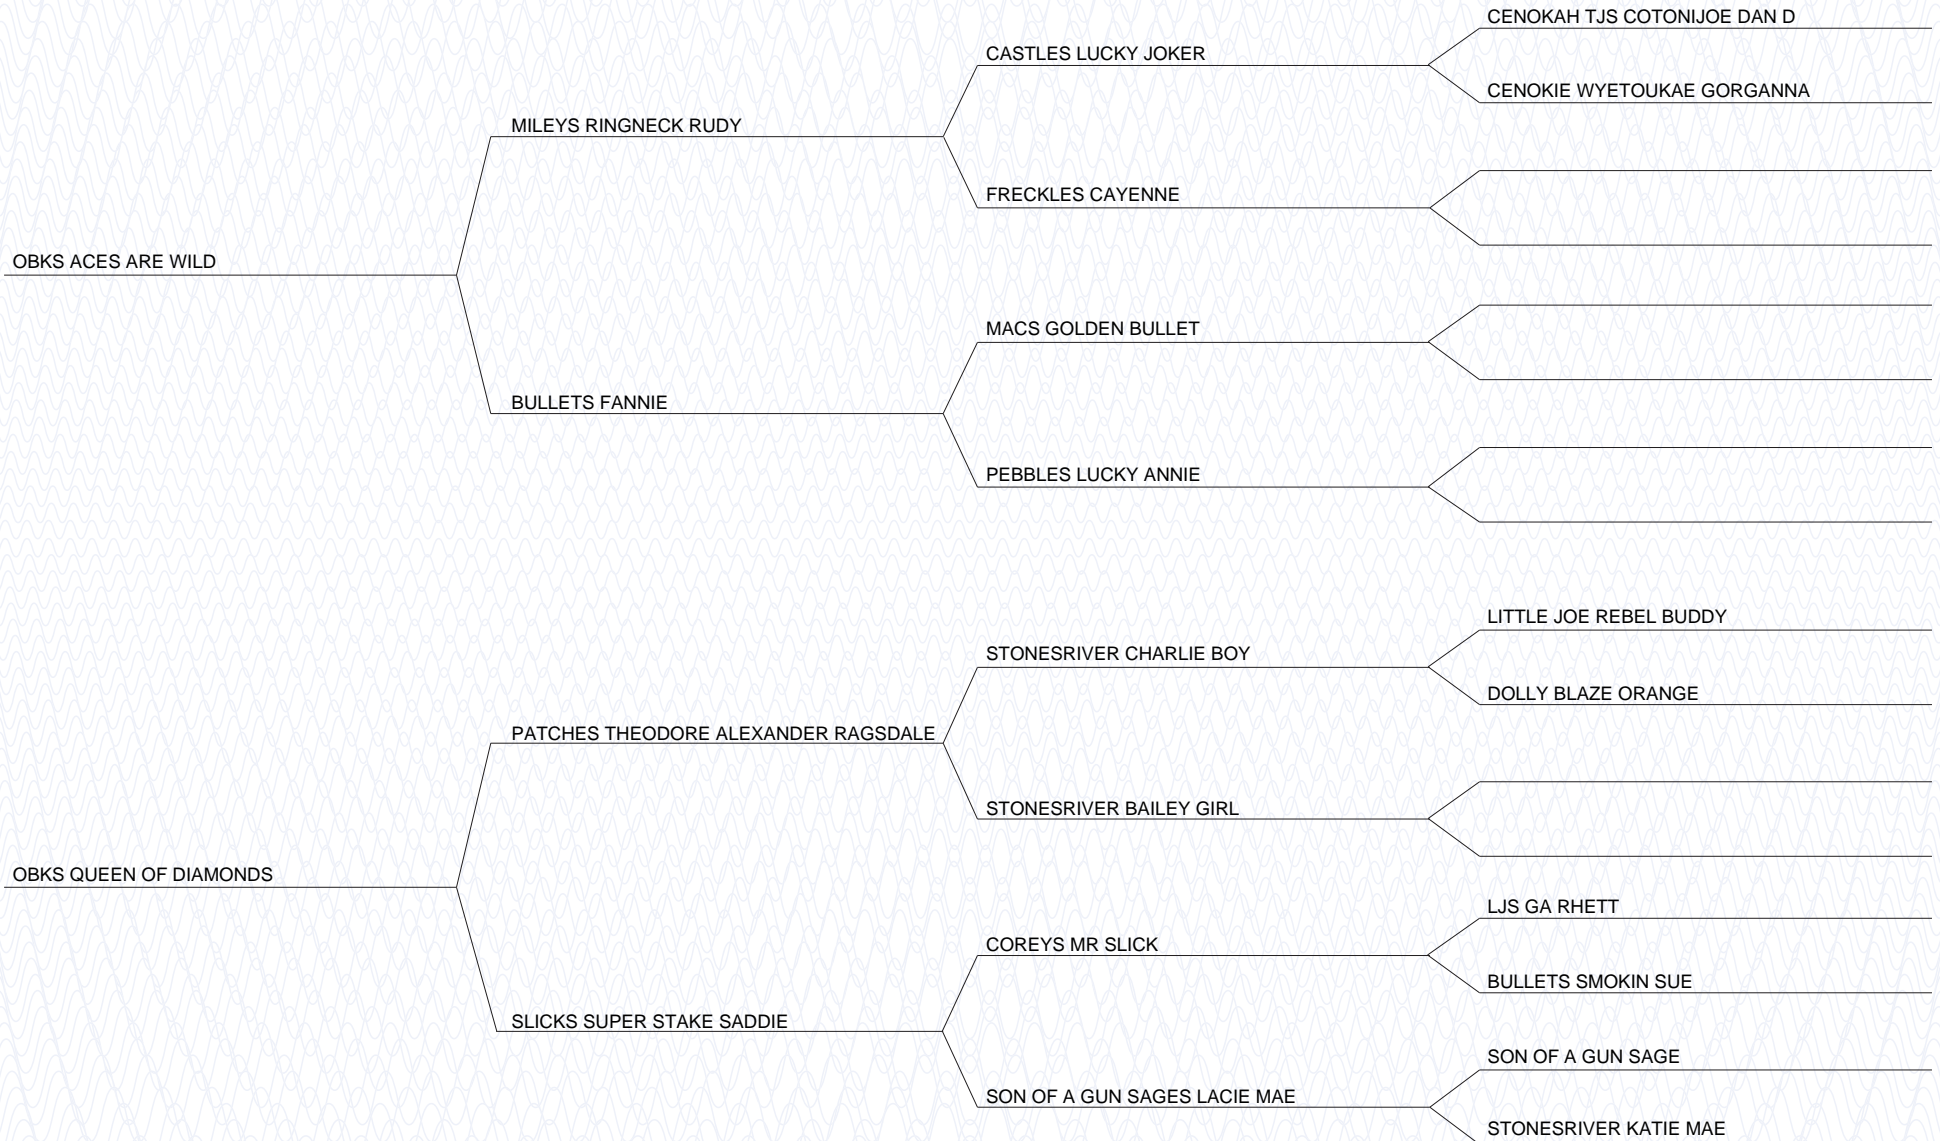 CENOKAH TJS COTONIJOE DAN D
CASTLES LUCKY JOKER
CENOKIE WYETOUKAE GORGANNA
MILEYS RINGNECK RUDY
FRECKLES CAYENNE
OBKS ACES ARE WILD
MACS GOLDEN BULLET
BULLETS FANNIE
PEBBLES LUCKY ANNIE
LITTLE JOE REBEL BUDDY
STONESRIVER CHARLIE BOY
DOLLY BLAZE ORANGE
PATCHES THEODORE ALEXANDER RAGSDALE
STONESRIVER BAILEY GIRL
OBKS QUEEN OF DIAMONDS
LJS GA RHETT
COREYS MR SLICK
BULLETS SMOKIN SUE
SLICKS SUPER STAKE SADDIE
SON OF A GUN SAGE
SON OF A GUN SAGES LACIE MAE
STONESRIVER KATIE MAE